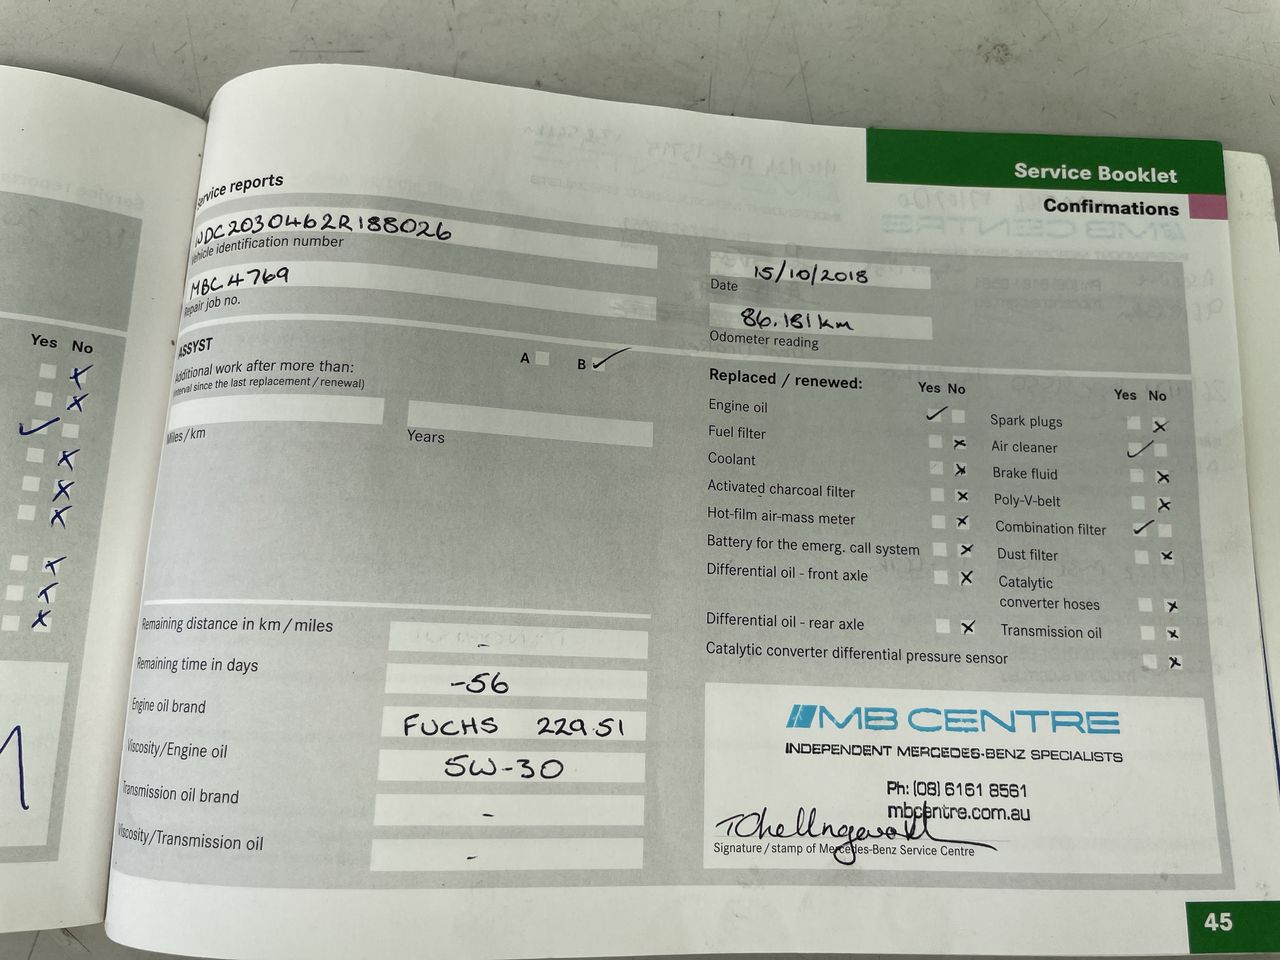 Service reports
WDC2030462R188026
Vehicle identification number
MBC4769
Repair job no.
Service Booklet
Confirmations
15/10/2018
Date
86.181km
Odometer reading
ASSYST
A
B ✓
Additional work after more than:
(interval since the last replacement/renewal)
Miles/km
Years
Replaced / renewed:
Yes No
Engine oil ✓
Fuel filter x
Coolant x
Activated charcoal filter x
Hot-film air-mass meter x
Battery for the emerg. call system x
Differential oil - front axle x
Differential oil - rear axle x
Catalytic converter differential pressure sensor x
Yes No
Spark plugs x
Air cleaner ✓
Brake fluid x
Poly-V-belt x
Combination filter ✓
Dust filter x
Catalytic
converter hoses x
Transmission oil x
Remaining distance in km/miles -
Remaining time in days -56
Engine oil brand FUCHS 229.51
Viscosity/Engine oil 5W-30
Transmission oil brand -
Viscosity/Transmission oil -
MB CENTRE
INDEPENDENT MERCEDES-BENZ SPECIALISTS
Ph: (08) 6161 8561
mbcentre.com.au
Signature/stamp of Mercedes-Benz Service Centre
45
Yes No